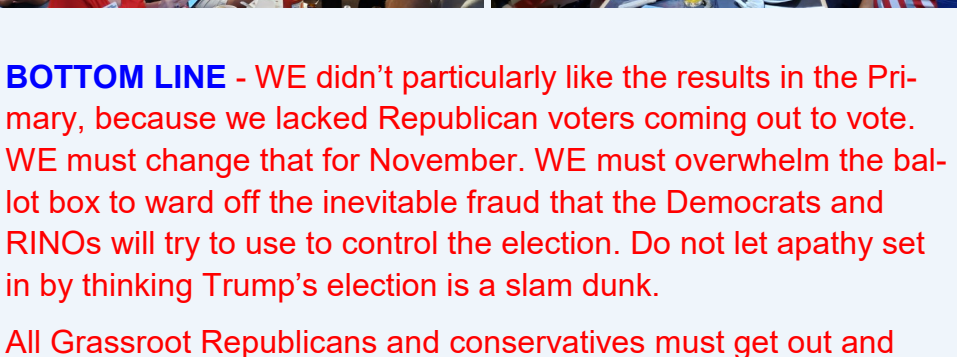 BOTTOM LINE - WE didn’t particularly like the results in the Pri-
mary, because we lacked Republican voters coming out to vote.
WE must change that for November. WE must overwhelm the bal-
lot box to ward off the inevitable fraud that the Democrats and
RINOs will try to use to control the election. Do not let apathy set
in by thinking Trump’s election is a slam dunk.
All Grassroot Republicans and conservatives must get out and